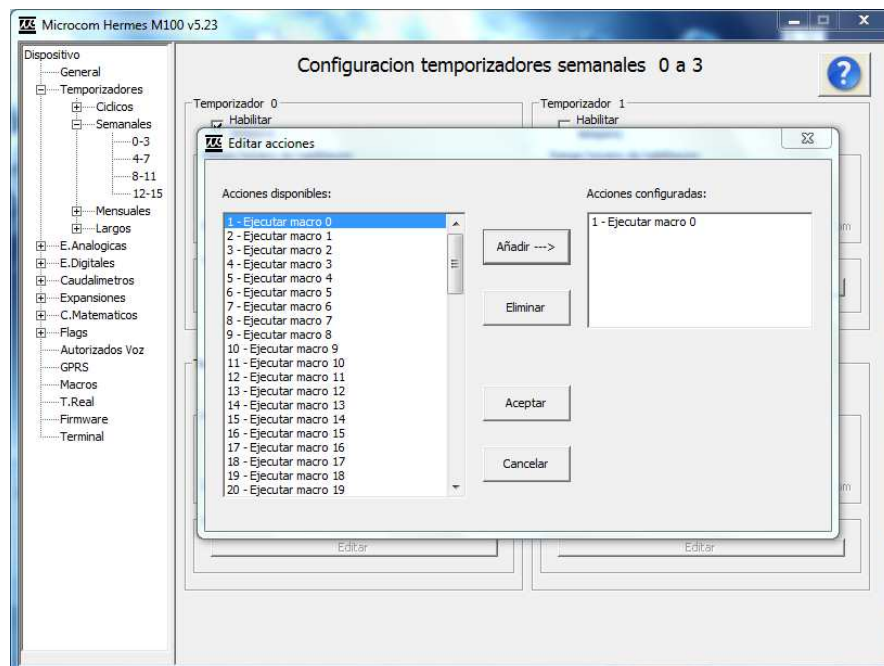 Microcom Hermes M100 v5.23
Dispositivo
General
Temporizadores
Ciclicos
Semanales
0-3
4-7
8-11
12-15
Mensuales
Largos
E.Analogicas
E.Digitales
Caudalimetros
Expansiones
C.Matematicos
Flags
Autorizados Voz
GPRS
Macros
T.Real
Firmware
Terminal
Configuracion temporizadores semanales 0 a 3
?
Temporizador 0
Habilitar
Temporizador 1
Habilitar
Editar acciones
Acciones disponibles:
1 - Ejecutar macro 0
2 - Ejecutar macro 1
3 - Ejecutar macro 2
4 - Ejecutar macro 3
5 - Ejecutar macro 4
6 - Ejecutar macro 5
7 - Ejecutar macro 6
8 - Ejecutar macro 7
9 - Ejecutar macro 8
10 - Ejecutar macro 9
11 - Ejecutar macro 10
12 - Ejecutar macro 11
13 - Ejecutar macro 12
14 - Ejecutar macro 13
15 - Ejecutar macro 14
16 - Ejecutar macro 15
17 - Ejecutar macro 16
18 - Ejecutar macro 17
19 - Ejecutar macro 18
20 - Ejecutar macro 19
Añadir --->
Eliminar
Aceptar
Cancelar
Acciones configuradas:
1 - Ejecutar macro 0
Editar
Editar